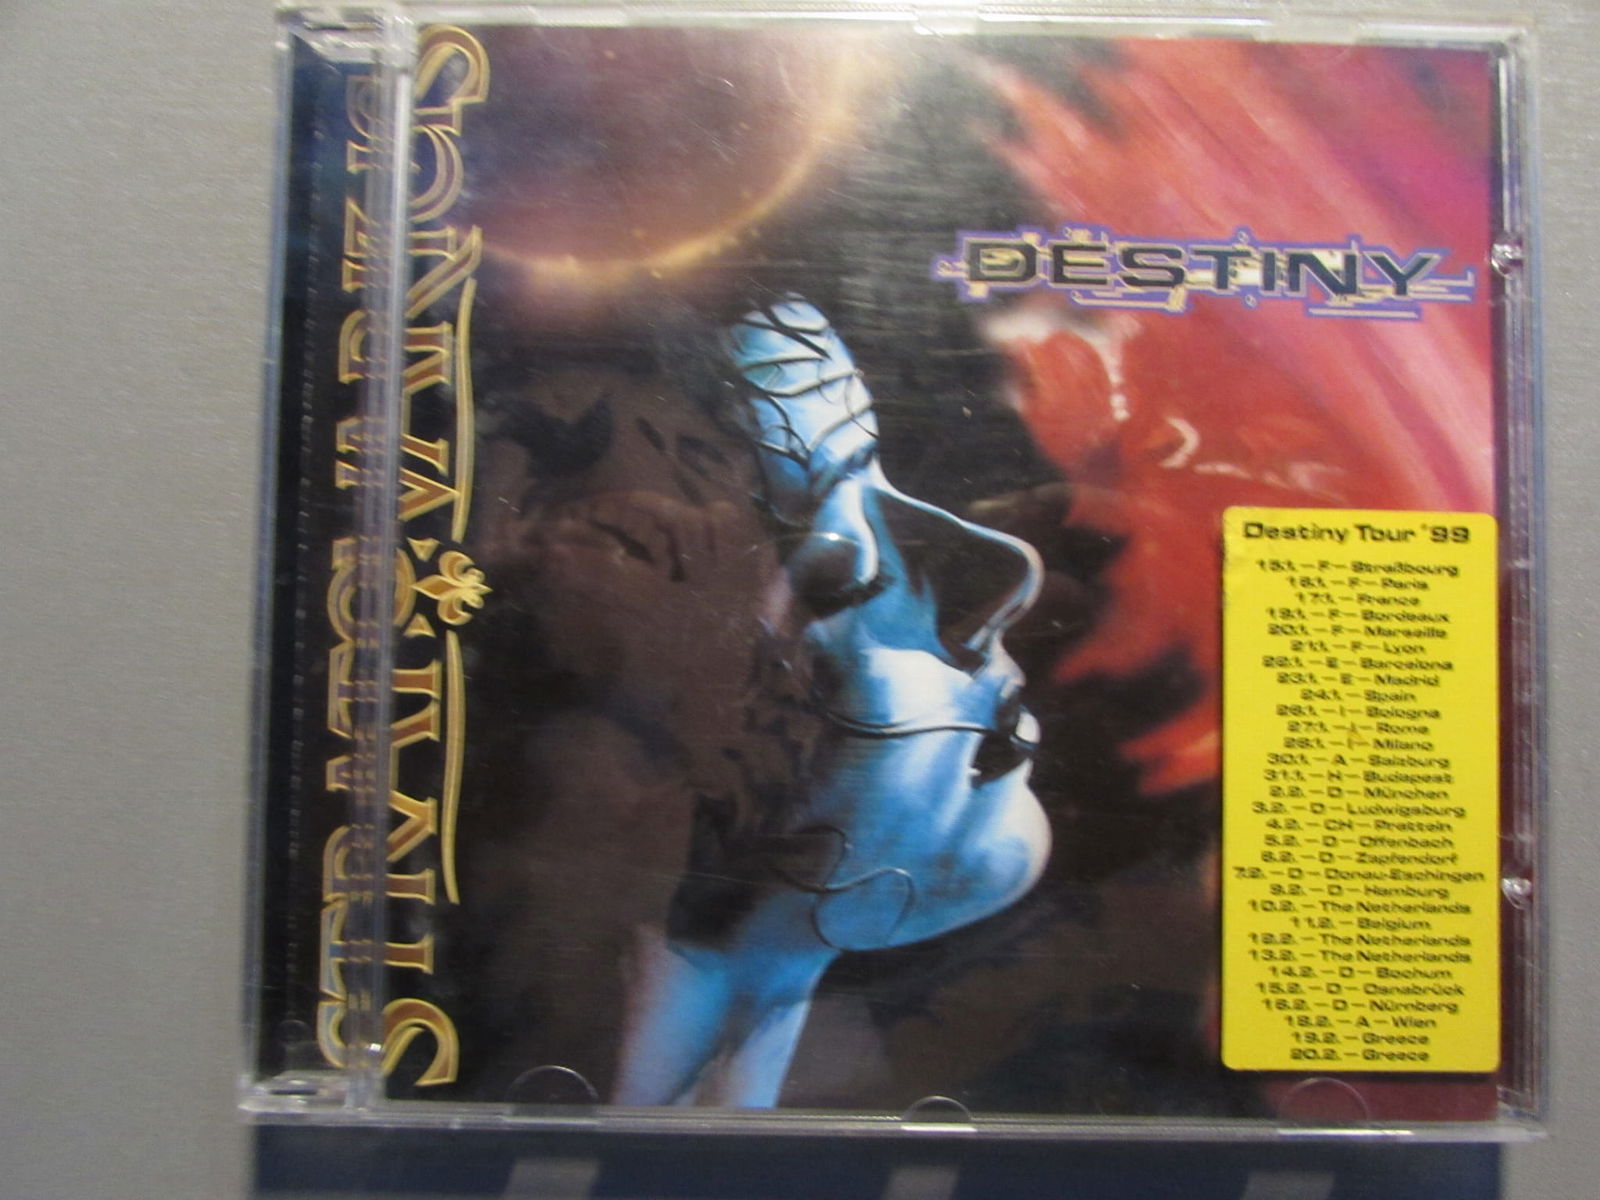 STRATOVARIUS
DESTINY
Destiny Tour '99
15.1. – F – Straßbourg
16.1. – F – Paris
17.1. – France
19.1. – F – Bordeaux
20.1. – F – Marseille
21.1. – F – Lyon
22.1. – E – Barcelona
23.1. – E – Madrid
24.1. – Spain
26.1. – I – Bologna
27.1. – I – Rome
28.1. – I – Milano
30.1. – A – Salzburg
31.1. – H – Budapest
2.2. – D – München
3.2. – D – Ludwigsburg
4.2. – CH – Pratteln
5.2. – D – Offenbach
6.2. – D – Zapfendorf
7.2. – D – Donau-Eschingen
9.2. – D – Hamburg
10.2. – The Netherlands
11.2. – Belgium
12.2. – The Netherlands
13.2. – The Netherlands
14.2. – D – Bochum
15.2. – D – Osnabrück
16.2. – D – Nürnberg
18.2. – A – Wien
19.2. – Greece
20.2. – Greece